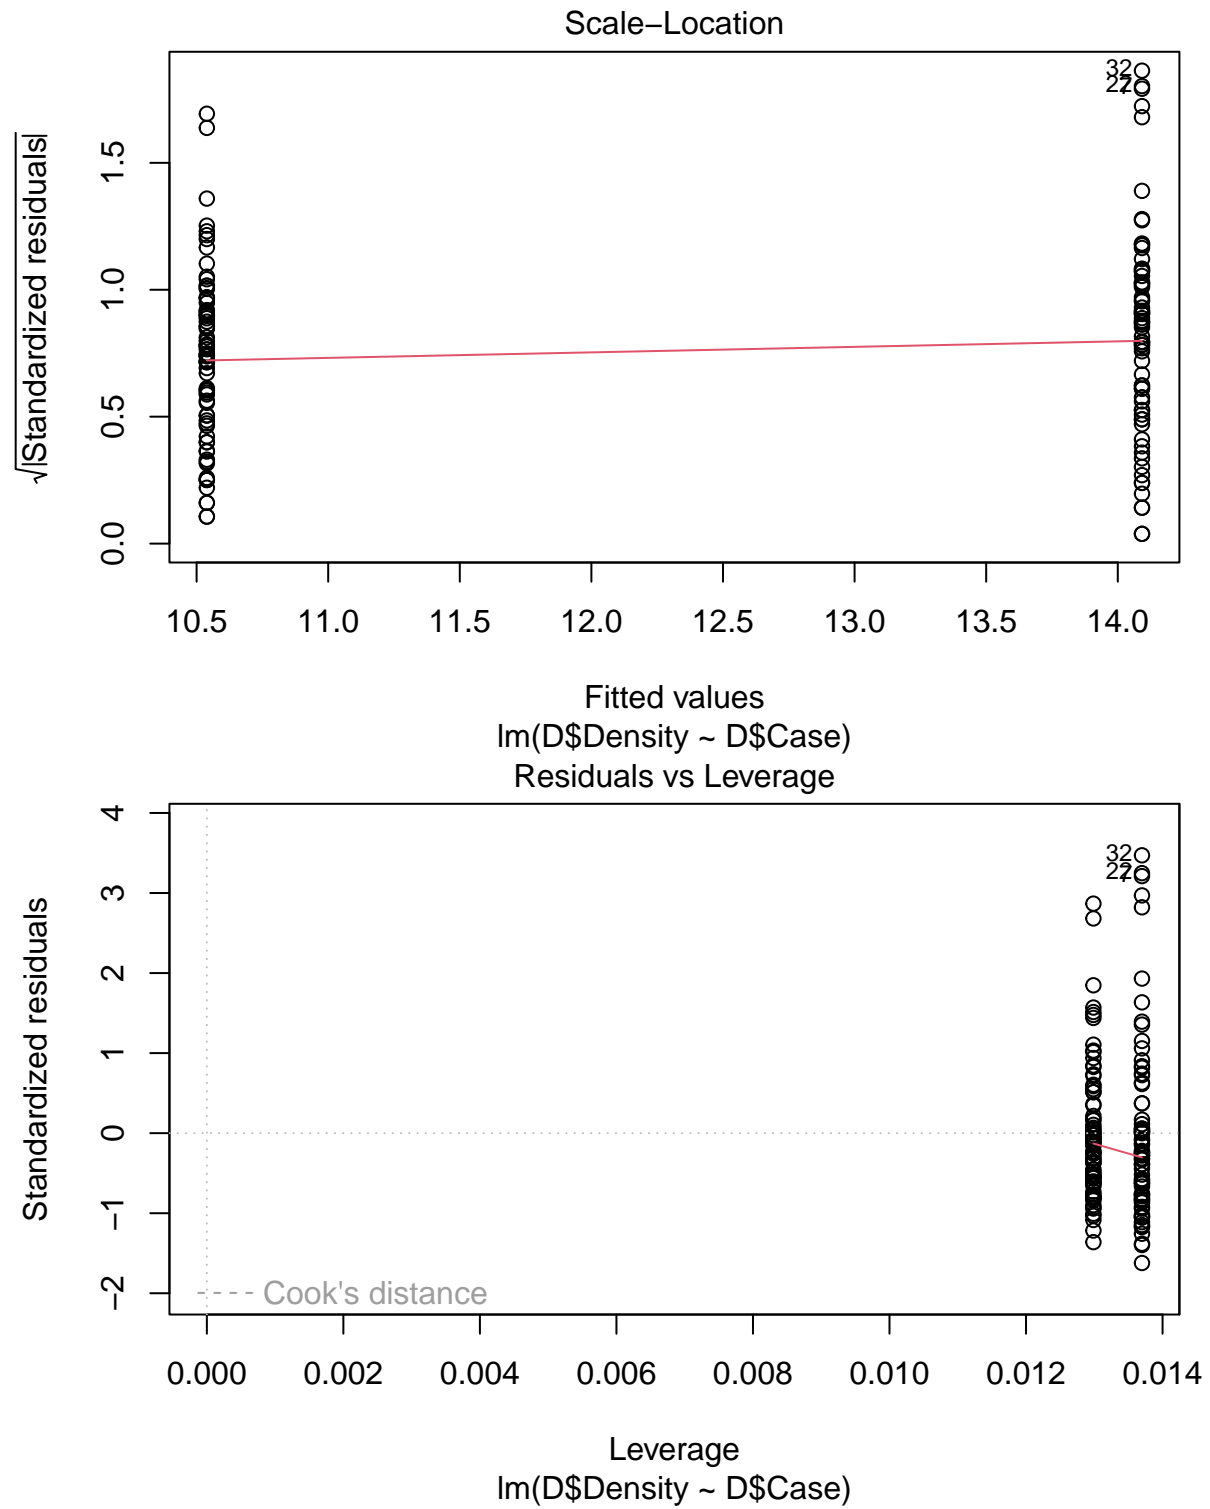 Scale−Location
32
27
√|Standardized residuals|
1.5
1.0
0.5
0.0
10.5 11.0 11.5 12.0 12.5 13.0 13.5 14.0
Fitted values
lm(D$Density ~ D$Case)
Residuals vs Leverage
32
27
Standardized residuals
4
3
2
1
0
−1
−2
Cook's distance
0.000 0.002 0.004 0.006 0.008 0.010 0.012 0.014
Leverage
lm(D$Density ~ D$Case)